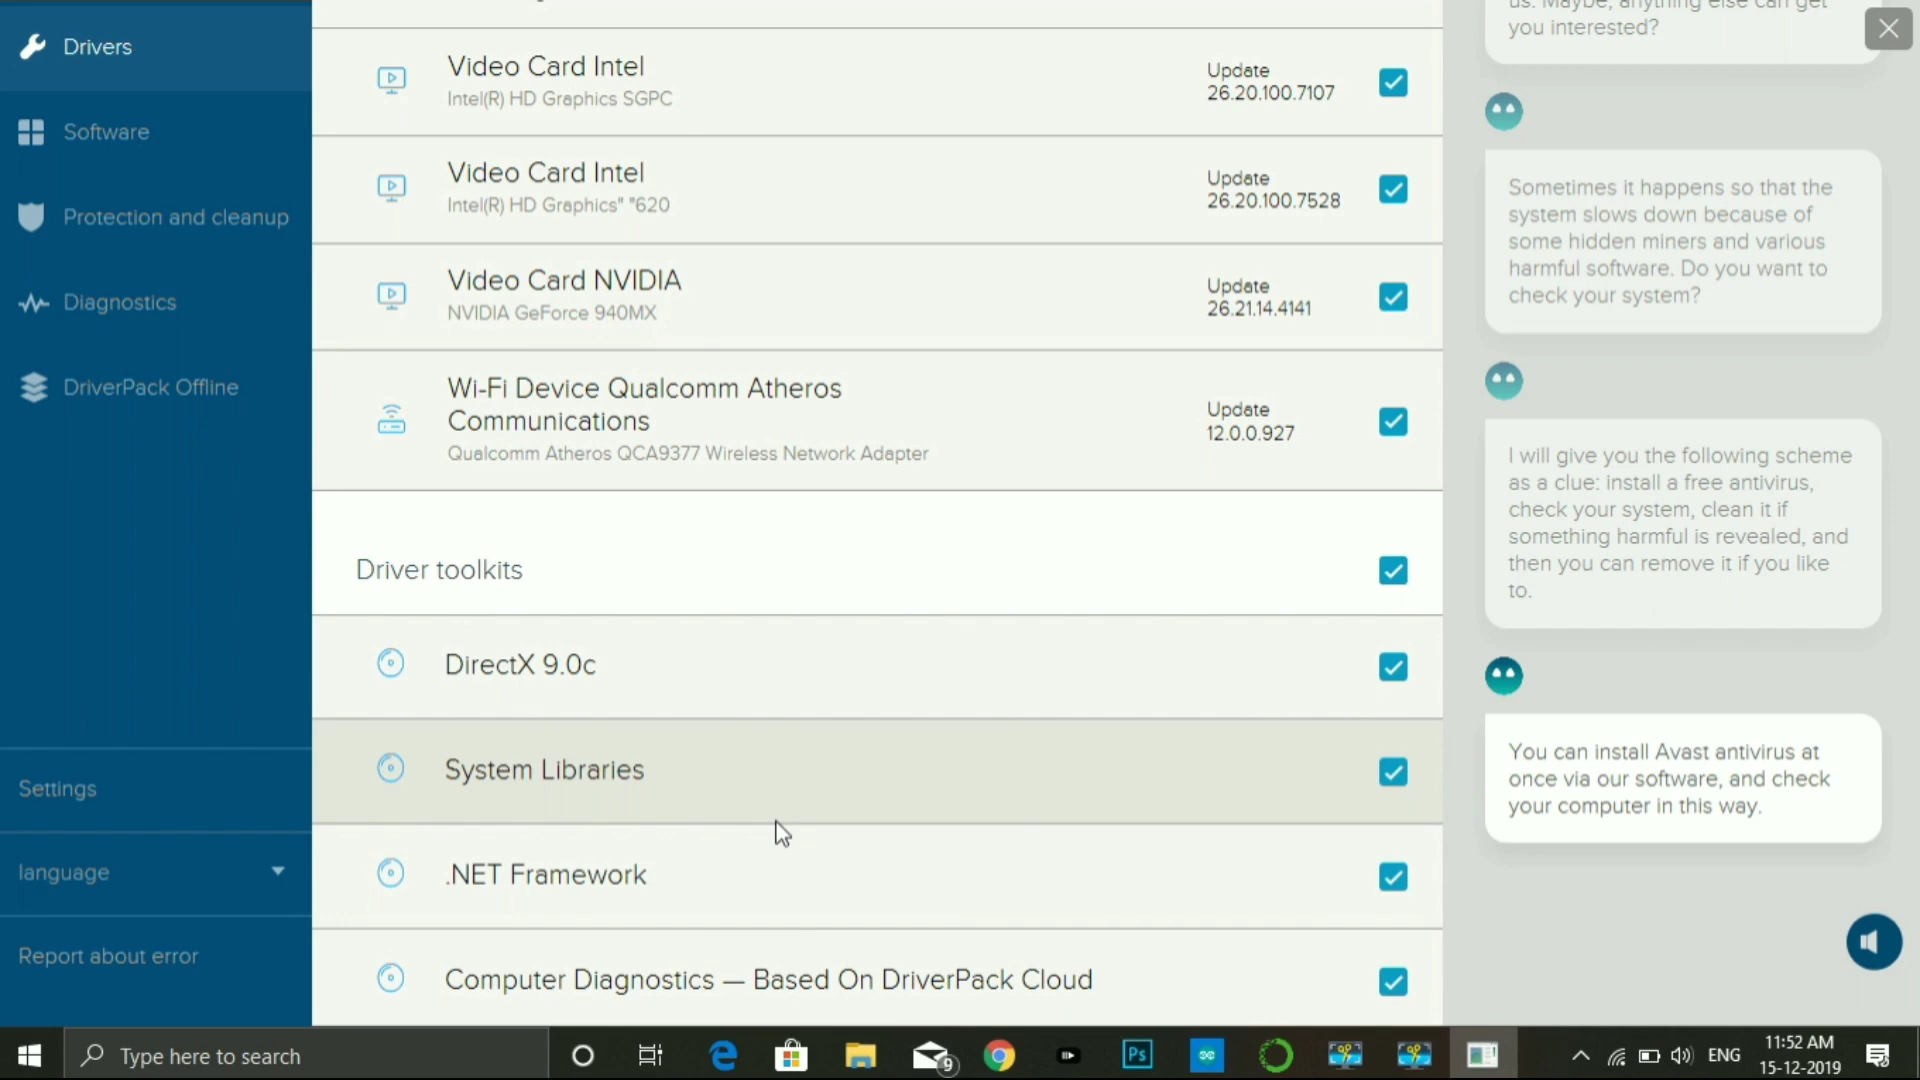 Drivers
Software
Protection and cleanup
Diagnostics
DriverPack Offline
Settings
language
Report about error
Video Card Intel
Intel(R) HD Graphics SGPC
Update
26.20.100.7107
Video Card Intel
Intel(R) HD Graphics" "620
Update
26.20.100.7528
Video Card NVIDIA
NVIDIA GeForce 940MX
Update
26.21.14.4141
Wi-Fi Device Qualcomm Atheros
Communications
Qualcomm Atheros QCA9377 Wireless Network Adapter
Update
12.0.0.927
Driver toolkits
DirectX 9.0c
System Libraries
.NET Framework
Computer Diagnostics — Based On DriverPack Cloud
us. Maybe, anything else can get
you interested?
Sometimes it happens so that the
system slows down because of
some hidden miners and various
harmful software. Do you want to
check your system?
I will give you the following scheme
as a clue: install a free antivirus,
check your system, clean it if
something harmful is revealed, and
then you can remove it if you like
to.
You can install Avast antivirus at
once via our software, and check
your computer in this way.
Type here to search
9
Ps
ENG
11:52 AM
15-12-2019